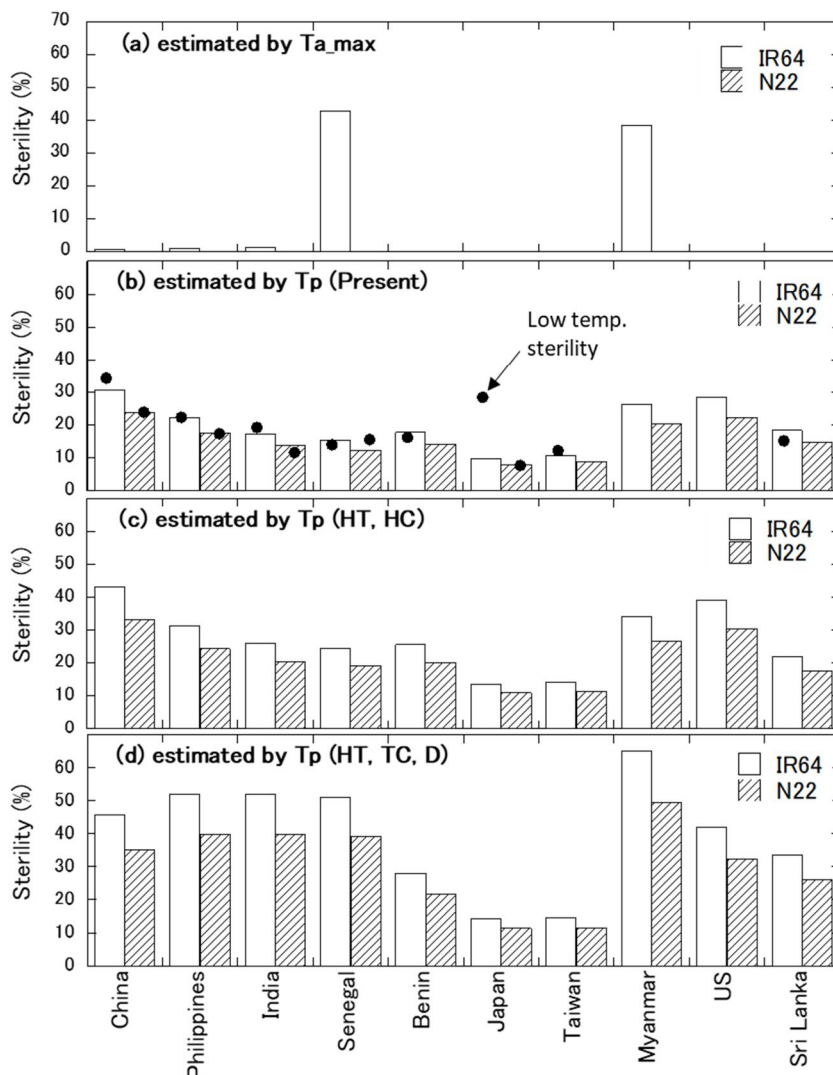 70
(a) estimated by Ta_max
60
IR64
N22
50
40
30
20
10
0
Sterility (%)
(b) estimated by Tp (Present)
60
IR64
N22
50
Low temp.
sterility
40
30
20
10
0
Sterility (%)
(c) estimated by Tp (HT, HC)
60
IR64
N22
50
40
30
20
10
0
Sterility (%)
(d) estimated by Tp (HT, TC, D)
60
IR64
N22
50
40
30
20
10
0
Sterility (%)
China
Philippines
India
Senegal
Benin
Japan
Taiwan
Myanmar
US
Sri Lanka